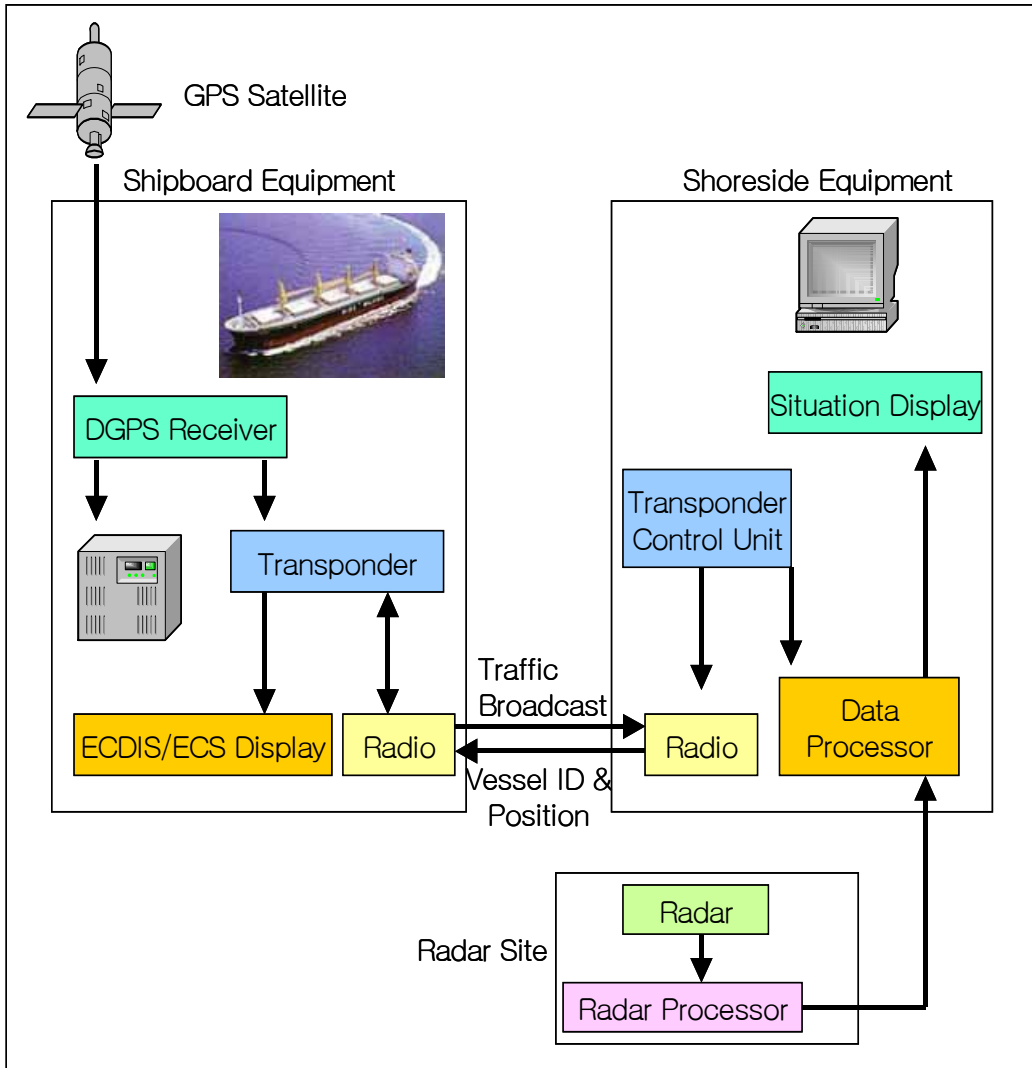 GPS Satellite
Shipboard Equipment
Shoreside Equipment
DGPS Receiver
Situation Display
Transponder
Transponder
Control Unit
Traffic
Broadcast
ECDIS/ECS Display
Radio
Radio
Data
Processor
Vessel ID &
Position
Radar Site
Radar
Radar Processor